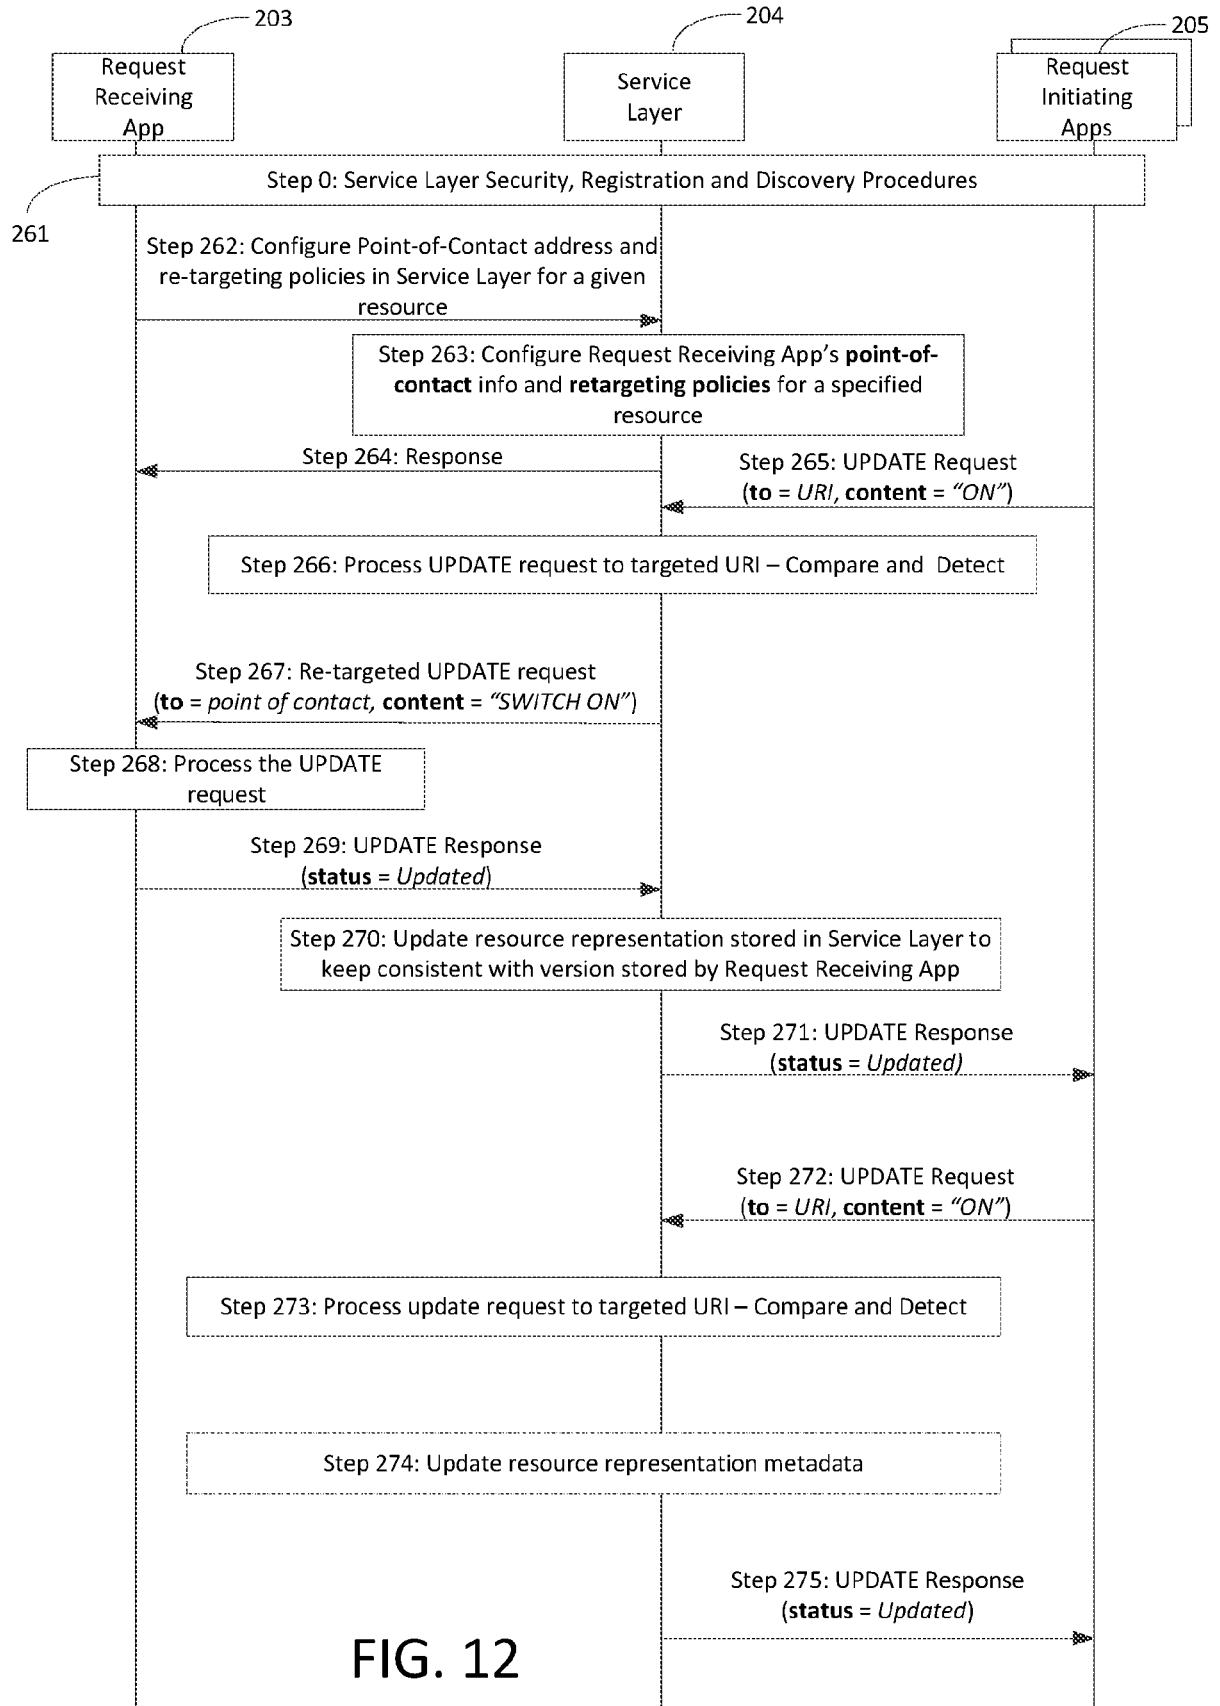 203
204
205
Request
Receiving
App
Service
Layer
Request
Initiating
Apps
Step 0: Service Layer Security, Registration and Discovery Procedures
261
Step 262: Configure Point-of-Contact address and
re-targeting policies in Service Layer for a given
resource
Step 263: Configure Request Receiving App's point-of-
contact info and retargeting policies for a specified
resource
Step 264: Response
Step 265: UPDATE Request
(to = URI, content = “ON”)
Step 266: Process UPDATE request to targeted URI – Compare and Detect
Step 267: Re-targeted UPDATE request
(to = point of contact, content = “SWITCH ON”)
Step 268: Process the UPDATE
request
Step 269: UPDATE Response
(status = Updated)
Step 270: Update resource representation stored in Service Layer to
keep consistent with version stored by Request Receiving App
Step 271: UPDATE Response
(status = Updated)
Step 272: UPDATE Request
(to = URI, content = “ON”)
Step 273: Process update request to targeted URI – Compare and Detect
Step 274: Update resource representation metadata
Step 275: UPDATE Response
(status = Updated)
FIG. 12